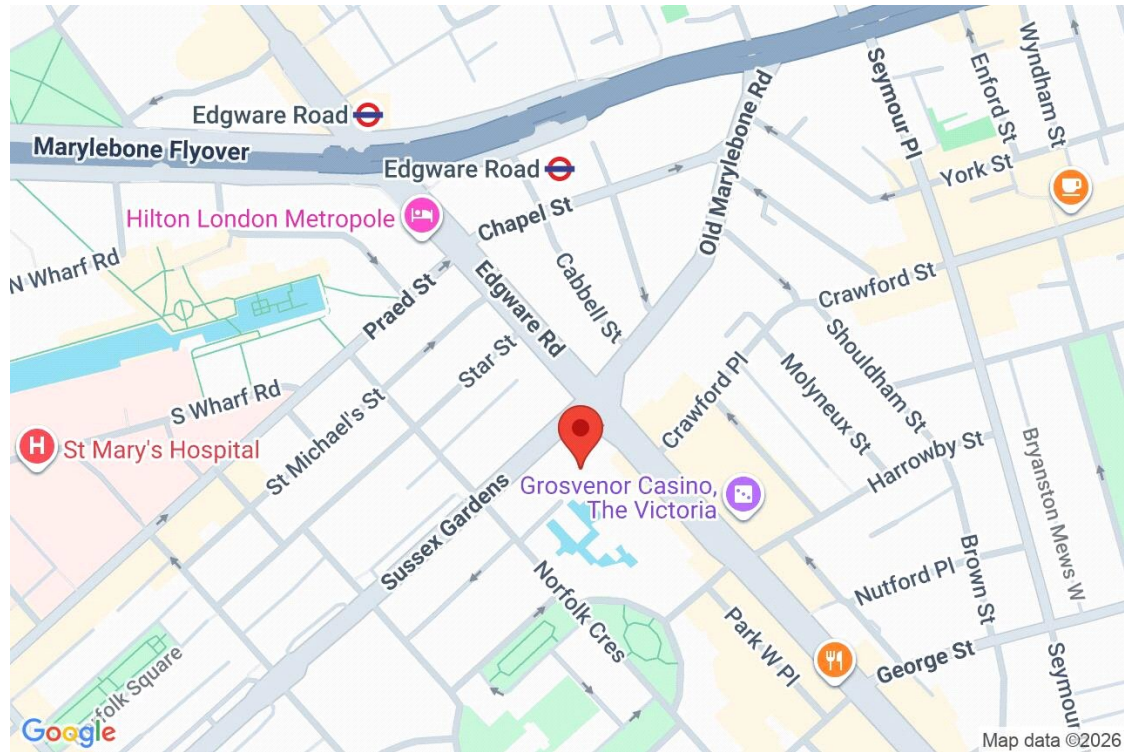 Edgware Road
Marylebone Flyover
Edgware Road
Hilton London Metropole
Chapel St
Old Marylebone Rd
Seymour Pl
Enford St
Wyndham St
York St
N Wharf Rd
Praed St
Edgware Rd
Cabbell St
Crawford St
Star St
S Wharf Rd
St Michael's St
Crawford Pl
Molyneux St
Shouldham St
H
St Mary's Hospital
Harrowby St
Bryanston Mews W
Grosvenor Casino,
The Victoria
Sussex Gardens
Norfolk Cres
Nutford Pl
Brown St
Park W Pl
George St
Seymour
rfolk Square
Google
Map data ©2026